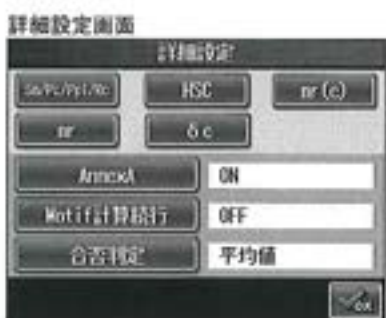 詳細設定画面
詳細設定
Sm/Pc/Ppi/Rc HSC mr(c)
mr δc
AnnexA ON
Motif計算続行 OFF
合否判定 平均値
OK